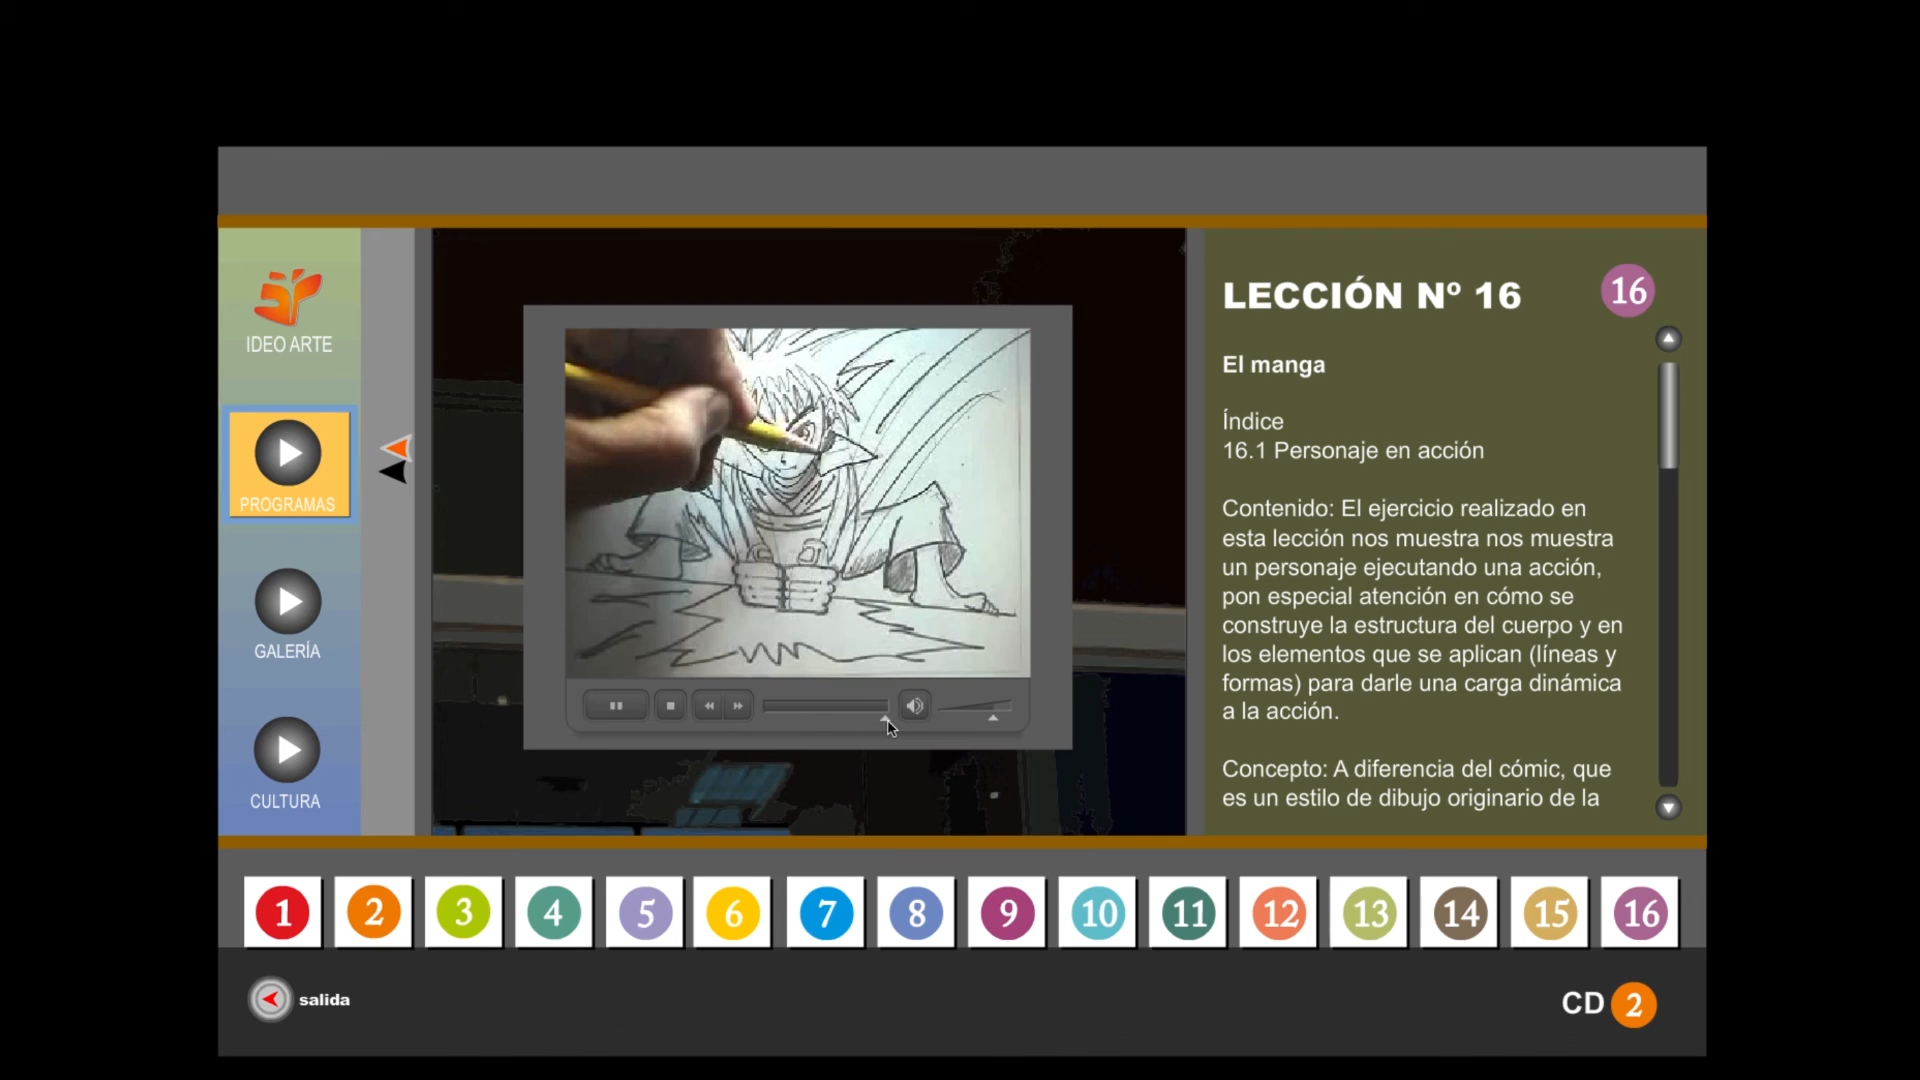 IDEO ARTE
PROGRAMAS
GALERÍA
CULTURA
LECCIÓN Nº 16
16
El manga
Índice
16.1 Personaje en acción
Contenido: El ejercicio realizado en
esta lección nos muestra nos muestra
un personaje ejecutando una acción,
pon especial atención en cómo se
construye la estructura del cuerpo y en
los elementos que se aplican (líneas y
formas) para darle una carga dinámica
a la acción.
Concepto: A diferencia del cómic, que
es un estilo de dibujo originario de la
1 2 3 4 5 6 7 8 9 10 11 12 13 14 15 16
salida
CD 2